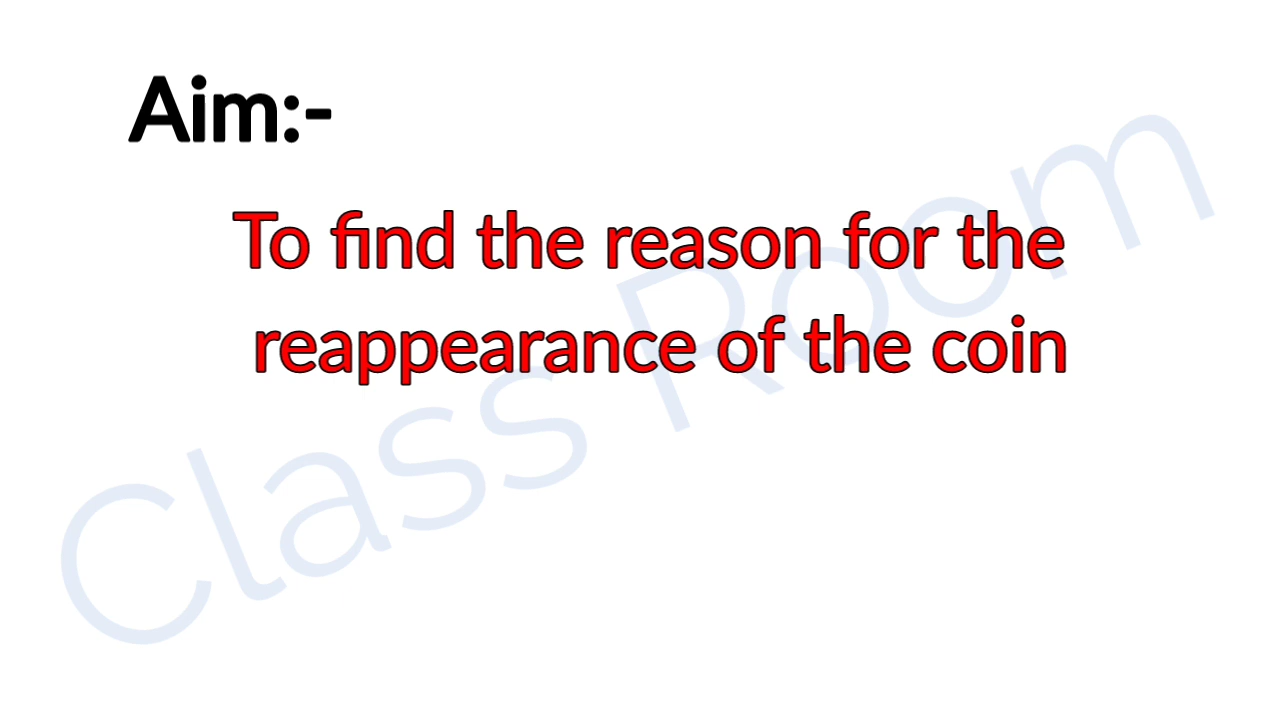 Aim:-
To find the reason for the
reappearance of the coin
Class Room